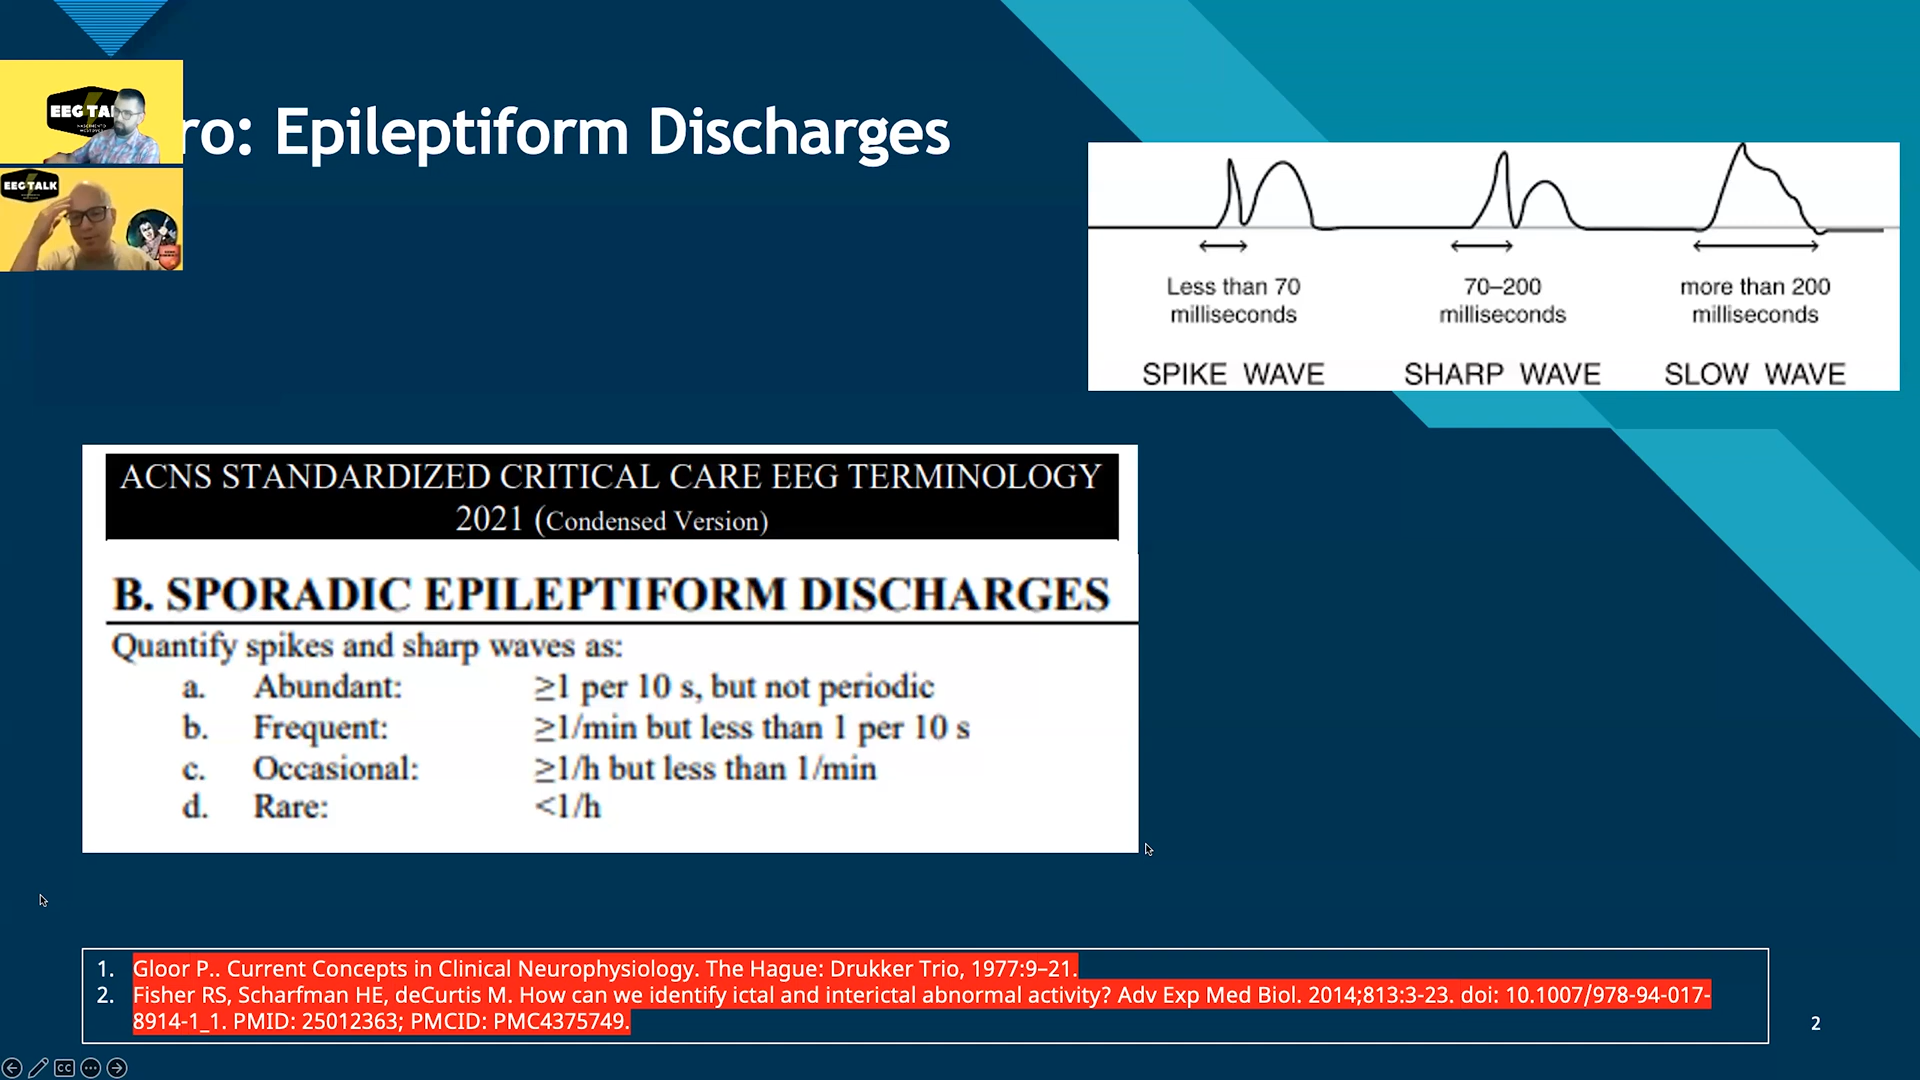 EEG TAL
ro: Epileptiform Discharges
EEG TALK
Less than 70
milliseconds
70–200
milliseconds
more than 200
milliseconds
SPIKE WAVE
SHARP WAVE
SLOW WAVE
ACNS STANDARDIZED CRITICAL CARE EEG TERMINOLOGY
2021 (Condensed Version)
B. SPORADIC EPILEPTIFORM DISCHARGES
Quantify spikes and sharp waves as:
a. Abundant: ≥1 per 10 s, but not periodic
b. Frequent: ≥1/min but less than 1 per 10 s
c. Occasional: ≥1/h but less than 1/min
d. Rare: <1/h
1. Gloor P.. Current Concepts in Clinical Neurophysiology. The Hague: Drukker Trio, 1977:9–21.
2. Fisher RS, Scharfman HE, deCurtis M. How can we identify ictal and interictal abnormal activity? Adv Exp Med Biol. 2014;813:3-23. doi: 10.1007/978-94-017-
8914-1_1. PMID: 25012363; PMCID: PMC4375749.
2
CC